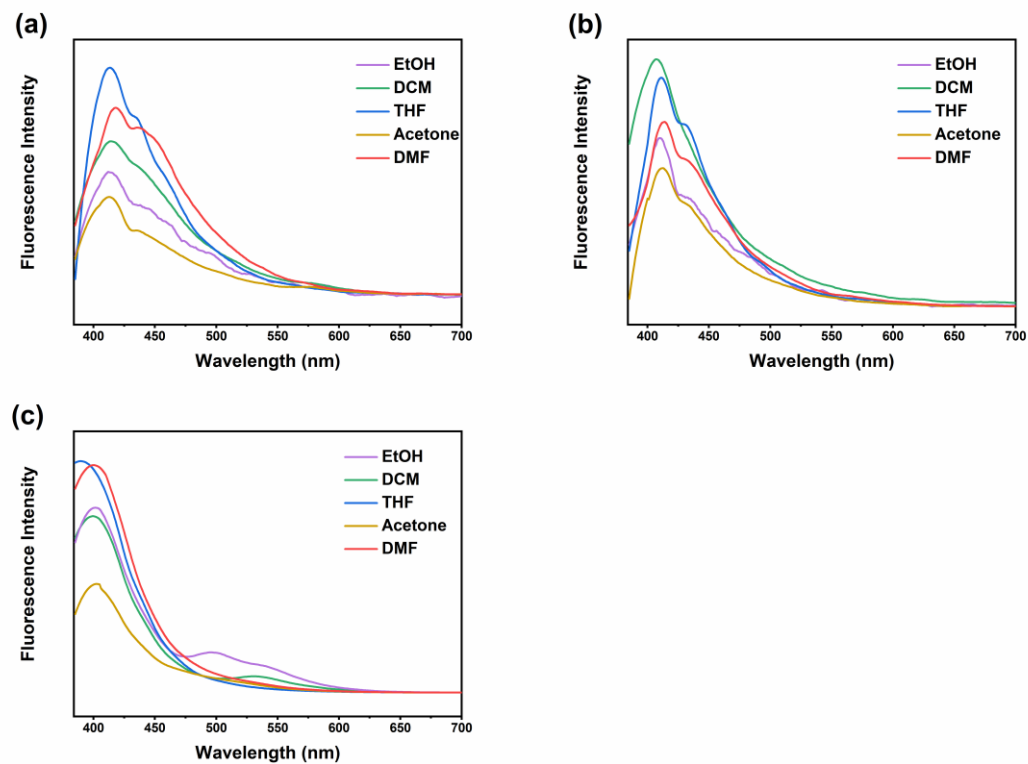 (a)
Fluorescence Intensity
EtOH
DCM
THF
Acetone
DMF
400 450 500 550 600 650 700
Wavelength (nm)
(b)
Fluorescence Intensity
EtOH
DCM
THF
Acetone
DMF
400 450 500 550 600 650 700
Wavelength (nm)
(c)
Fluorescence Intensity
EtOH
DCM
THF
Acetone
DMF
400 450 500 550 600 650 700
Wavelength (nm)